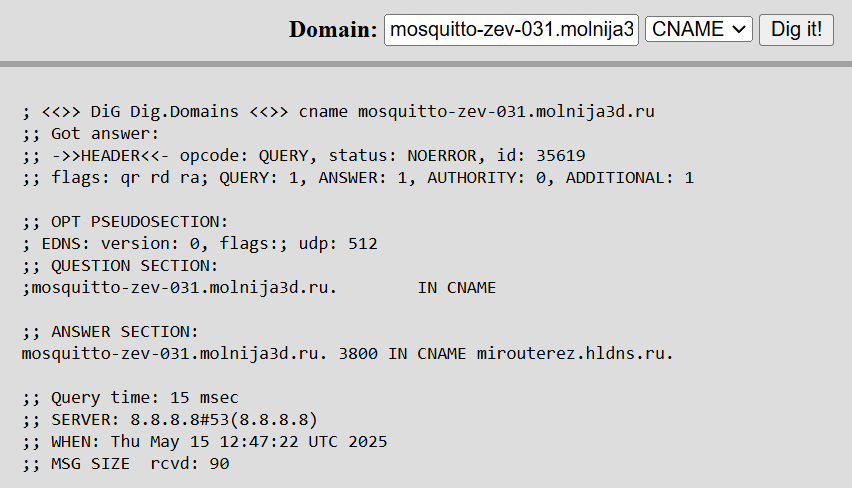 Domain: mosquitto-zev-031.molnija3 CNAME Dig it!
; <<>> DiG Dig.Domains <<>> cname mosquitto-zev-031.molnija3d.ru
;; Got answer:
;; ->>HEADER<<- opcode: QUERY, status: NOERROR, id: 35619
;; flags: qr rd ra; QUERY: 1, ANSWER: 1, AUTHORITY: 0, ADDITIONAL: 1
;; OPT PSEUDOSECTION:
; EDNS: version: 0, flags:; udp: 512
;; QUESTION SECTION:
;mosquitto-zev-031.molnija3d.ru. IN CNAME
;; ANSWER SECTION:
mosquitto-zev-031.molnija3d.ru. 3800 IN CNAME mirouterez.hldns.ru.
;; Query time: 15 msec
;; SERVER: 8.8.8.8#53(8.8.8.8)
;; WHEN: Thu May 15 12:47:22 UTC 2025
;; MSG SIZE rcvd: 90